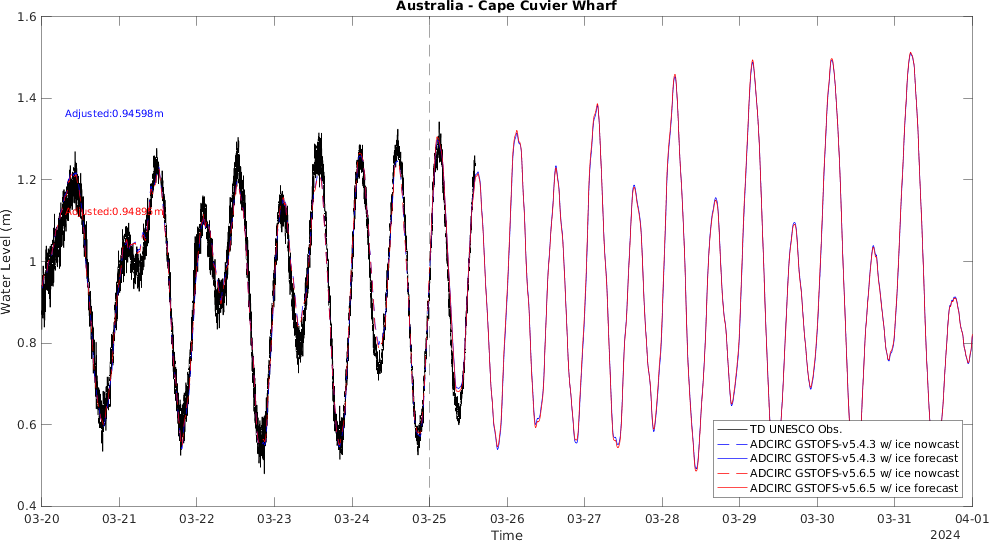 Australia - Cape Cuvier Wharf
1.6
1.4
1.2
1
0.8
0.6
0.4
Water Level (m)
Adjusted:0.94598m
Adjusted:0.94895m
TD UNESCO Obs.
ADCIRC GSTOFS-v5.4.3 w/ ice nowcast
ADCIRC GSTOFS-v5.4.3 w/ ice forecast
ADCIRC GSTOFS-v5.6.5 w/ ice nowcast
ADCIRC GSTOFS-v5.6.5 w/ ice forecast
03-20 03-21 03-22 03-23 03-24 03-25 03-26 03-27 03-28 03-29 03-30 03-31 04-01
Time
2024